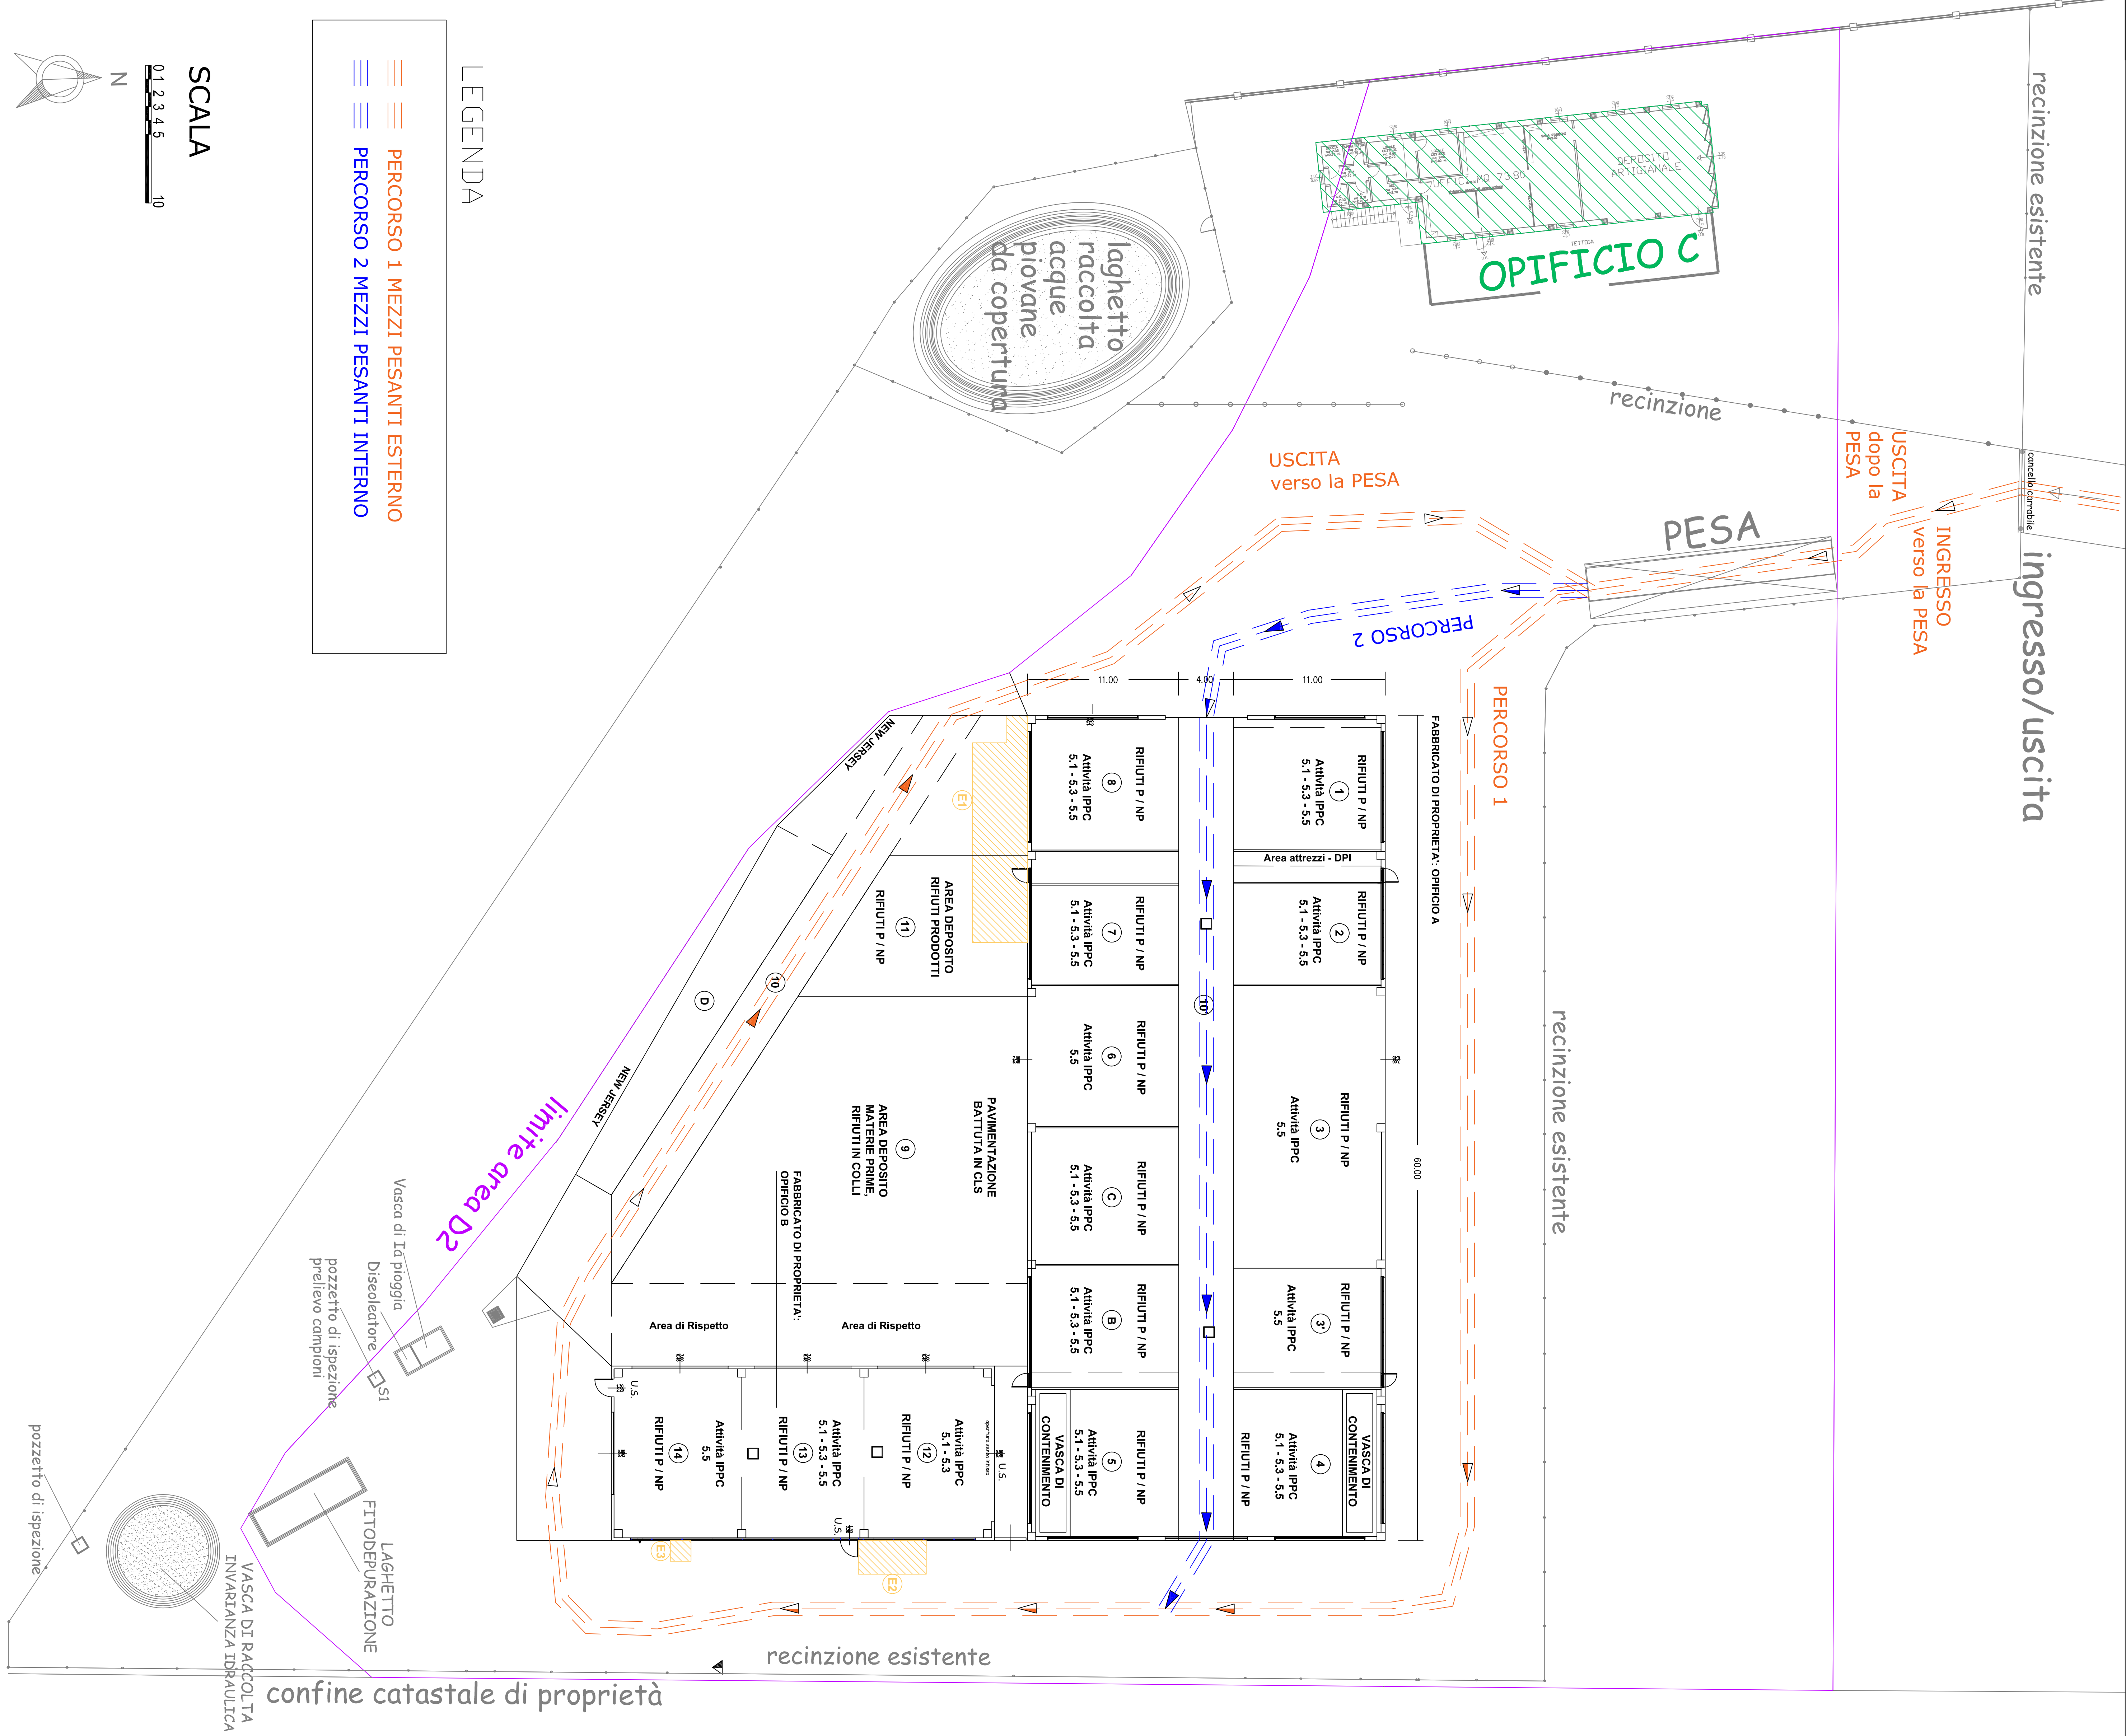 LEGENDA
PERCORSO 1 MEZZI PESANTI ESTERNO
PERCORSO 2 MEZZI PESANTI INTERNO
SCALA
0 1 2 3 4 5 10
N
recinzione esistente
DEPOSITO
ARTIGIANALE
UFFICI MQ 73.80
TETTOIA
OPIFICIO C
laghetto
raccolta
acque
piovane
da copertura
recinzione
USCITA
verso la PESA
USCITA
dopo la
PESA
cancello carrabile
INGRESSO
verso la PESA
ingresso/uscita
PESA
PERCORSO 2
PERCORSO 1
11.00
4.00
11.00
60.00
FABBRICATO DI PROPRIETA': OPIFICIO A
RIFIUTI P / NP
1
Attività IPPC
5.1 - 5.3 - 5.5
Area attrezzi - DPI
RIFIUTI P / NP
2
Attività IPPC
5.1 - 5.3 - 5.5
RIFIUTI P / NP
3
Attività IPPC
5.5
RIFIUTI P / NP
3'
Attività IPPC
5.5
VASCA DI
CONTENIMENTO
4
Attività IPPC
5.1 - 5.3 - 5.5
RIFIUTI P / NP
10'
RIFIUTI P / NP
8
Attività IPPC
5.1 - 5.3 - 5.5
RIFIUTI P / NP
7
Attività IPPC
5.1 - 5.3 - 5.5
RIFIUTI P / NP
6
Attività IPPC
5.5
RIFIUTI P / NP
C
Attività IPPC
5.1 - 5.3 - 5.5
RIFIUTI P / NP
B
Attività IPPC
5.1 - 5.3 - 5.5
RIFIUTI P / NP
5
Attività IPPC
5.1 - 5.3 - 5.5
VASCA DI
CONTENIMENTO
E1
NEW JERSEY
AREA DEPOSITO
RIFIUTI PRODOTTI
11
RIFIUTI P / NP
10
D
NEW JERSEY
PAVIMENTAZIONE
BATTUTA IN CLS
9
AREA DEPOSITO
MATERIE PRIME,
RIFIUTI IN COLLI
FABBRICATO DI PROPRIETA':
OPIFICIO B
Area di Rispetto
Area di Rispetto
apertura senza infisso
U.S.
Attività IPPC
5.1 - 5.3
12
RIFIUTI P / NP
Attività IPPC
5.1 - 5.3 - 5.5
13
RIFIUTI P / NP
Attività IPPC
5.5
14
RIFIUTI P / NP
U.S.
U.S.
E2
E3
recinzione esistente
recinzione esistente
confine catastale di proprietà
limite area D2
Vasca di Ia pioggia
Diseoleatore
pozzetto di ispezione
prelievo campioni
S1
pozzetto di ispezione
LAGHETTO
FITODEPURAZIONE
VASCA DI RACCOLTA
INVARIANZA IDRAULICA